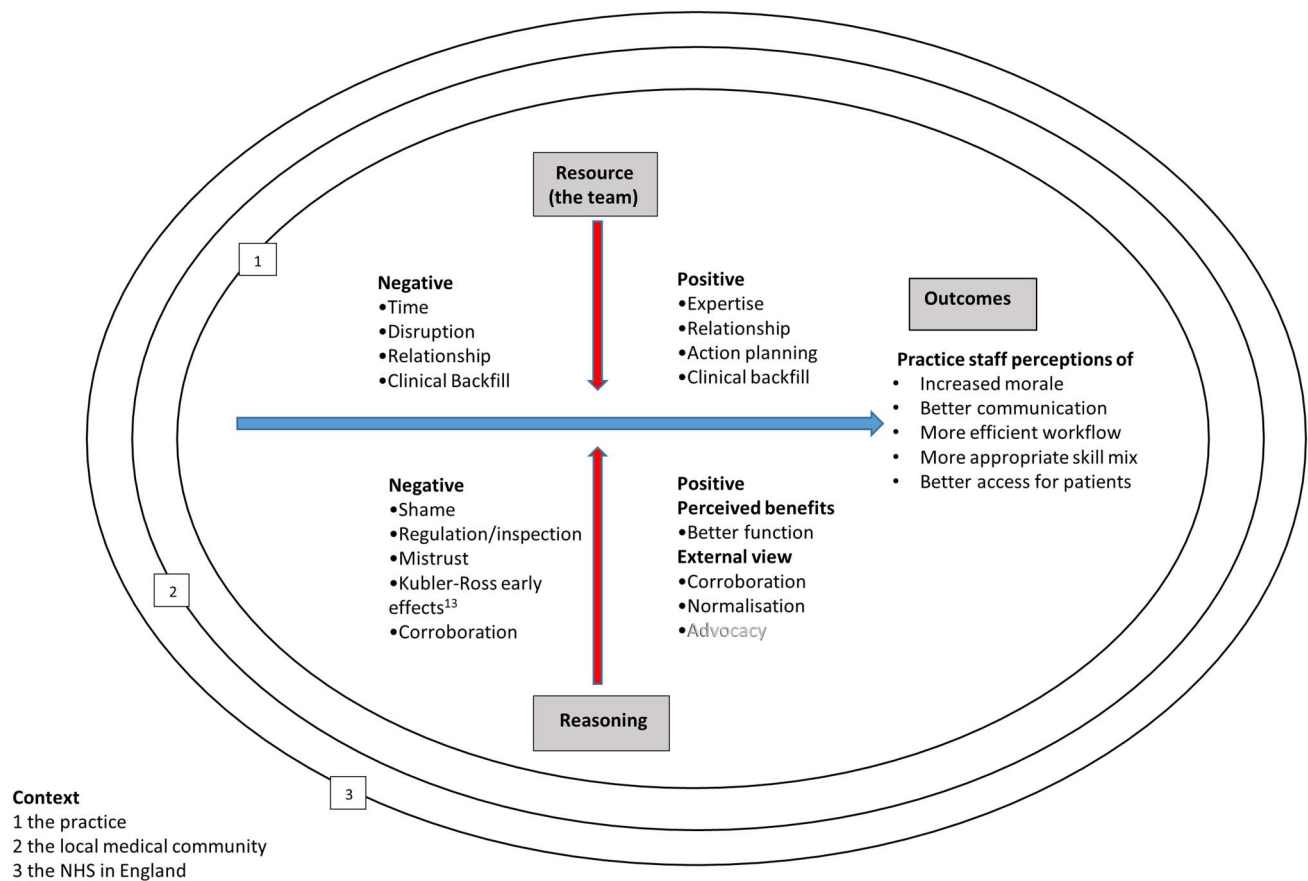 Resource
(the team)
1
Negative
•Time
•Disruption
•Relationship
•Clinical Backfill
Positive
•Expertise
•Relationship
•Action planning
•Clinical backfill
Outcomes
Practice staff perceptions of
• Increased morale
• Better communication
• More efficient workflow
• More appropriate skill mix
• Better access for patients
Negative
•Shame
•Regulation/inspection
•Mistrust
•Kubler-Ross early
effects¹³
•Corroboration
Positive
Perceived benefits
•Better function
External view
•Corroboration
•Normalisation
•Advocacy
2
Reasoning
3
Context
1 the practice
2 the local medical community
3 the NHS in England